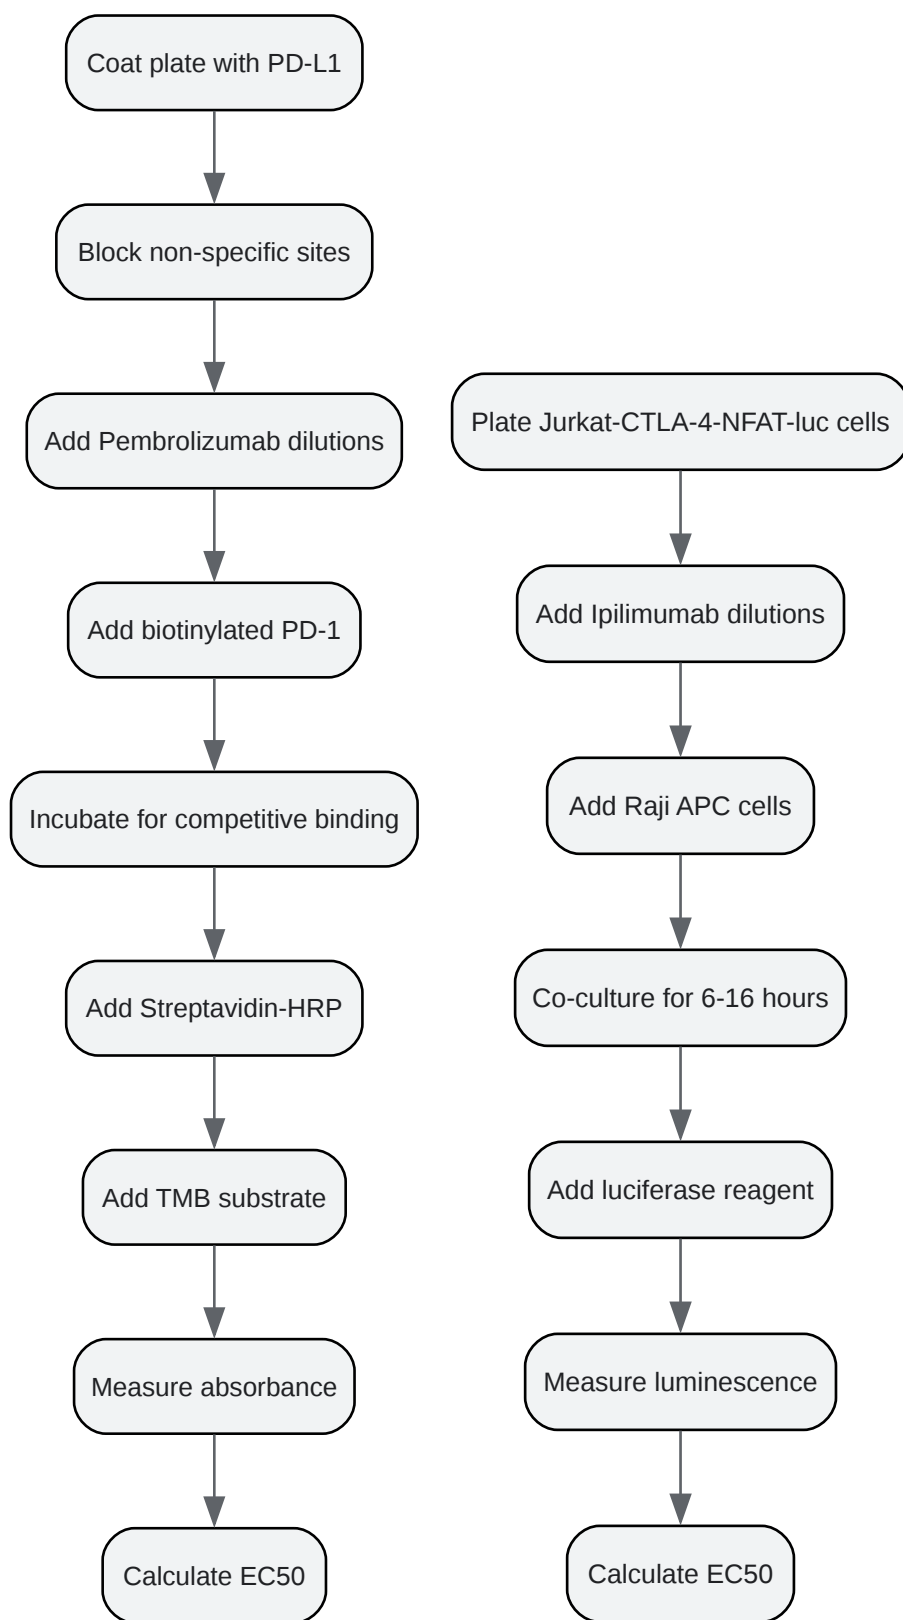 Coat plate with PD-L1
Block non-specific sites
Add Pembrolizumab dilutions
Add biotinylated PD-1
Incubate for competitive binding
Add Streptavidin-HRP
Add TMB substrate
Measure absorbance
Calculate EC50
Plate Jurkat-CTLA-4-NFAT-luc cells
Add Ipilimumab dilutions
Add Raji APC cells
Co-culture for 6-16 hours
Add luciferase reagent
Measure luminescence
Calculate EC50